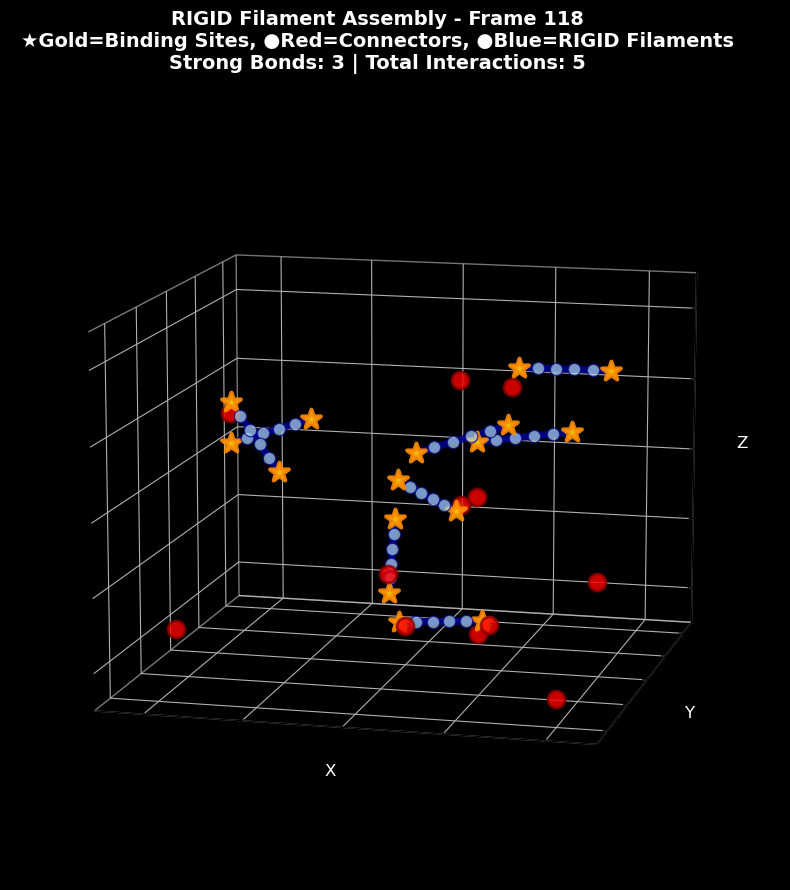 RIGID Filament Assembly - Frame 118
★Gold=Binding Sites, ●Red=Connectors, ●Blue=RIGID Filaments
Strong Bonds: 3 | Total Interactions: 5
Z
Y
X